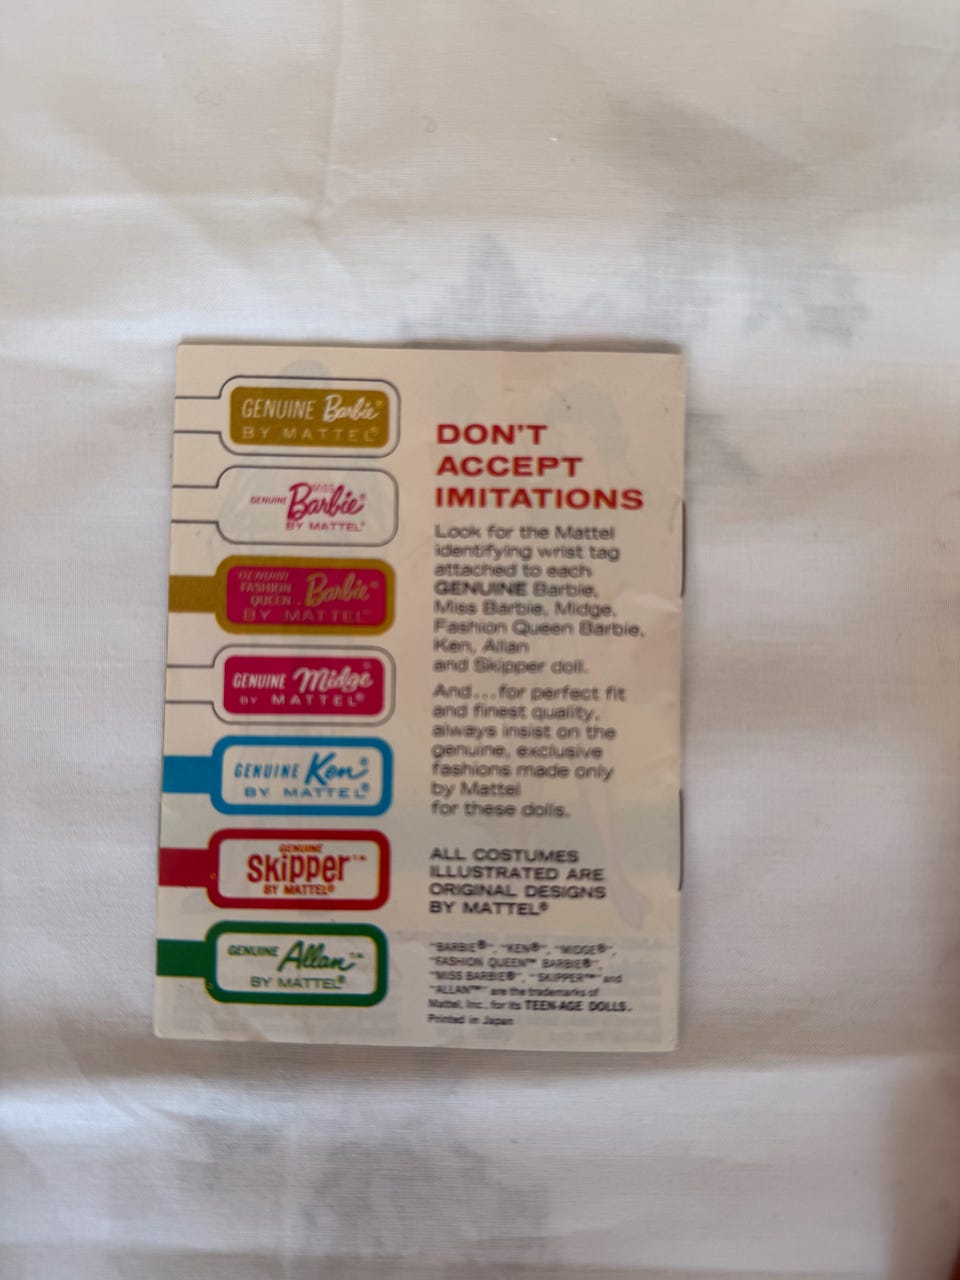 GENUINE Barbie®
BY MATTEL®
MISS
GENUINE Barbie®
BY MATTEL®
GENUINE
FASHION
QUEEN... Barbie®
BY MATTEL®
GENUINE Midge®
BY MATTEL®
GENUINE Ken®
BY MATTEL®
GENUINE
Skipper™
BY MATTEL®
GENUINE Allan™
BY MATTEL®
DON'T
ACCEPT
IMITATIONS
Look for the Mattel
identifying wrist tag
attached to each
GENUINE Barbie,
Miss Barbie, Midge,
Fashion Queen Barbie,
Ken, Allan
and Skipper doll.
And...for perfect fit
and finest quality,
always insist on the
genuine, exclusive
fashions made only
by Mattel
for these dolls.
ALL COSTUMES
ILLUSTRATED ARE
ORIGINAL DESIGNS
BY MATTEL®
"BARBIE®", "KEN®", "MIDGE®",
"FASHION QUEEN™ BARBIE®",
"MISS BARBIE®", "SKIPPER™" and
"ALLAN™" are the trademarks of
Mattel, Inc., for its TEEN-AGE DOLLS.
Printed in Japan